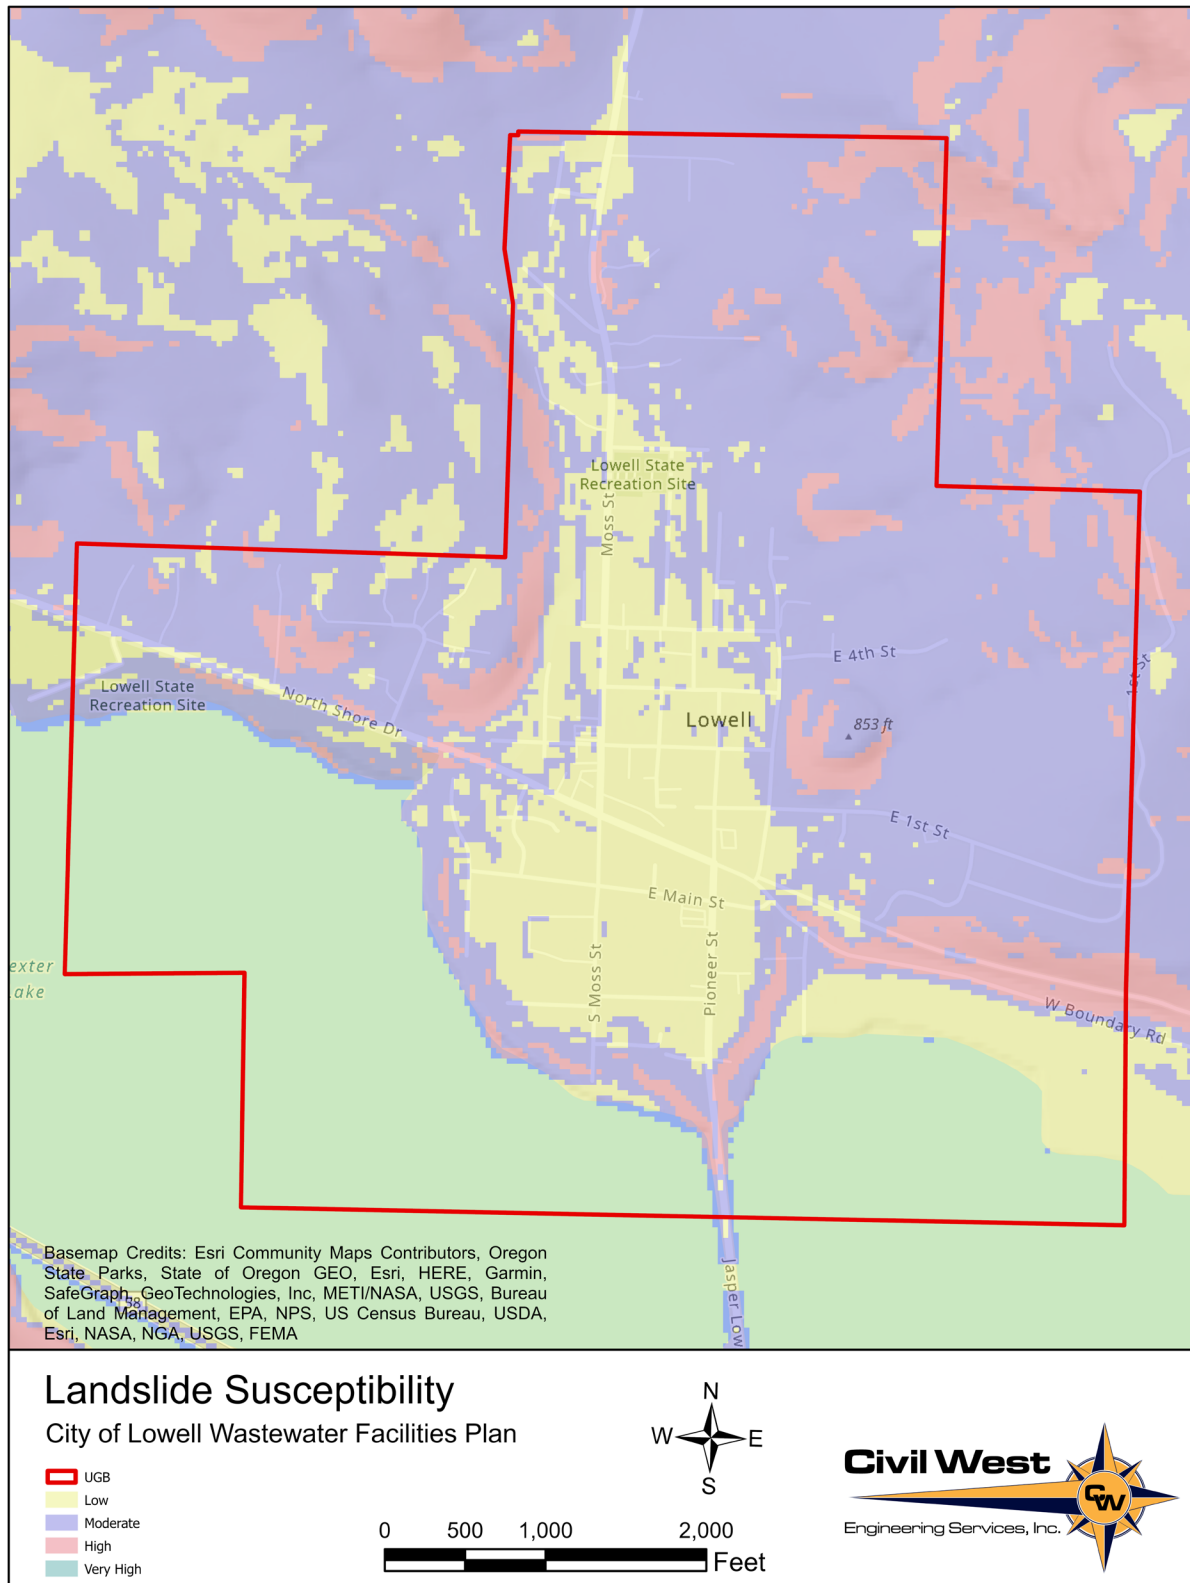 Lowell State
Recreation Site
Moss St
E 4th St
1st St
Lowell State
Recreation Site
North Shore Dr
Lowell
853 ft
E 1st St
E Main St
S Moss St
Pioneer St
W Boundary Rd
exter
ake
Jasper Low
58
Basemap Credits: Esri Community Maps Contributors, Oregon
State Parks, State of Oregon GEO, Esri, HERE, Garmin,
SafeGraph, GeoTechnologies, Inc, METI/NASA, USGS, Bureau
of Land Management, EPA, NPS, US Census Bureau, USDA,
Esri, NASA, NGA, USGS, FEMA
Landslide Susceptibility
City of Lowell Wastewater Facilities Plan
UGB
Low
Moderate
High
Very High
N
W E
S
0 500 1,000 2,000
Feet
Civil West
CW
Engineering Services, Inc.